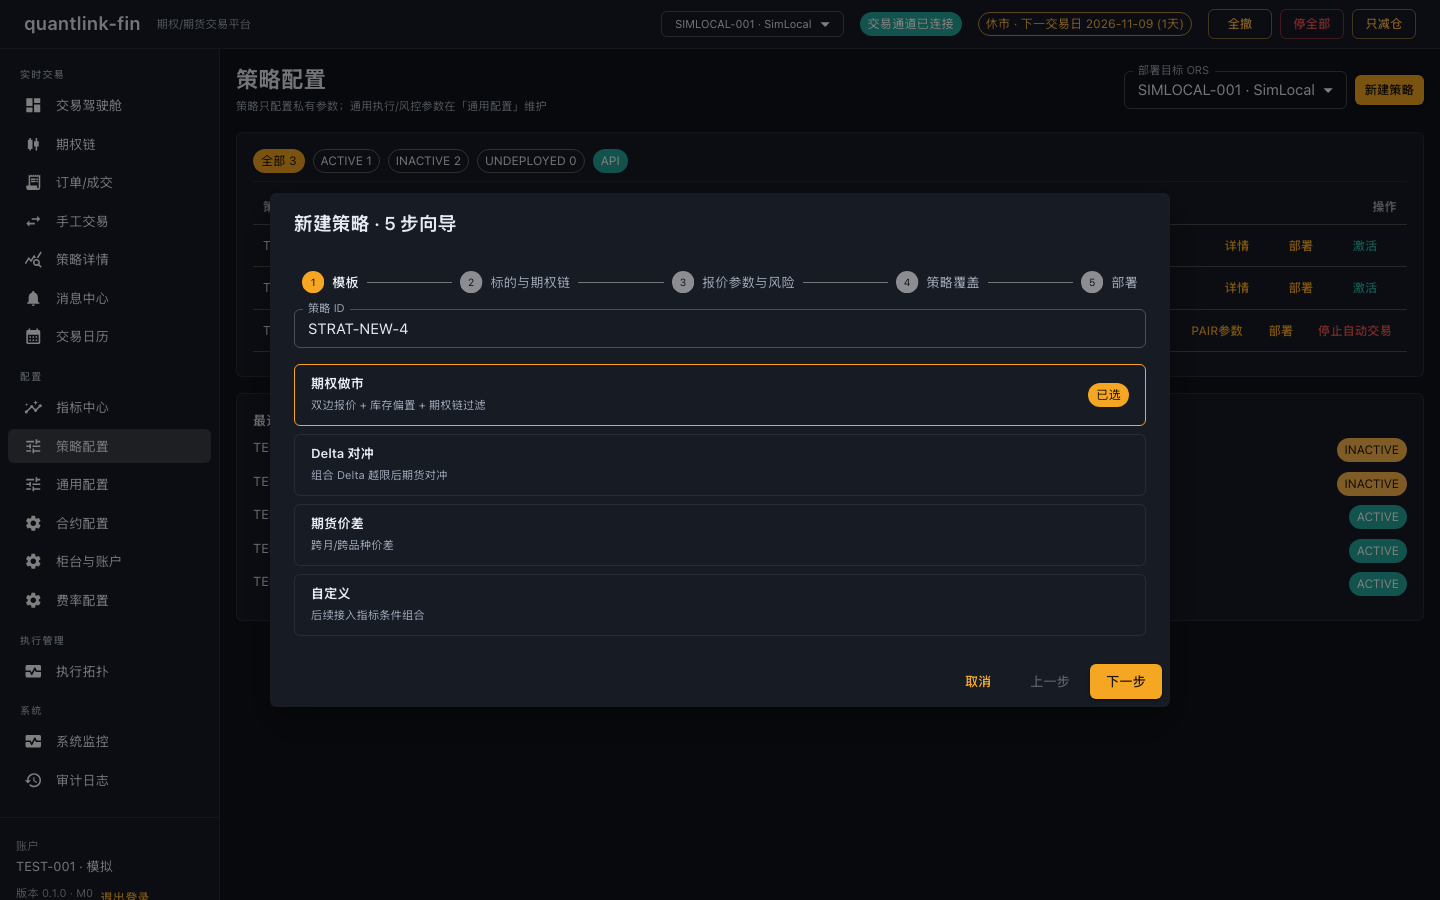 quantlink-fin 期权/期货交易平台 SIMLOCAL-001 · SimLocal 交易通道已连接 休市 · 下一交易日 2026-11-09 (1天) 全撤 停全部 只减仓
实时交易
交易驾驶舱
期权链
订单/成交
手工交易
策略详情
消息中心
交易日历
配置
指标中心
策略配置
通用配置
合约配置
柜台与账户
费率配置
执行管理
执行拓扑
系统
系统监控
审计日志
账户
TEST-001 · 模拟
版本 0.1.0 · M0 退出登录
策略配置
策略只配置私有参数；通用执行/风控参数在「通用配置」维护
部署目标 ORS
SIMLOCAL-001 · SimLocal 新建策略
全部 3 ACTIVE 1 INACTIVE 2 UNDEPLOYED 0 API
操作
T 详情 部署 激活
T 详情 部署 激活
T PAIR参数 部署 停止自动交易
TE INACTIVE
TE INACTIVE
TE ACTIVE
TE ACTIVE
TE ACTIVE
新建策略 · 5 步向导
1 模板 2 标的与期权链 3 报价参数与风险 4 策略覆盖 5 部署
策略 ID
STRAT-NEW-4
期权做市
双边报价 + 库存偏置 + 期权链过滤
已选
Delta 对冲
组合 Delta 越限后期货对冲
期货价差
跨月/跨品种价差
自定义
后续接入指标条件组合
取消 上一步 下一步